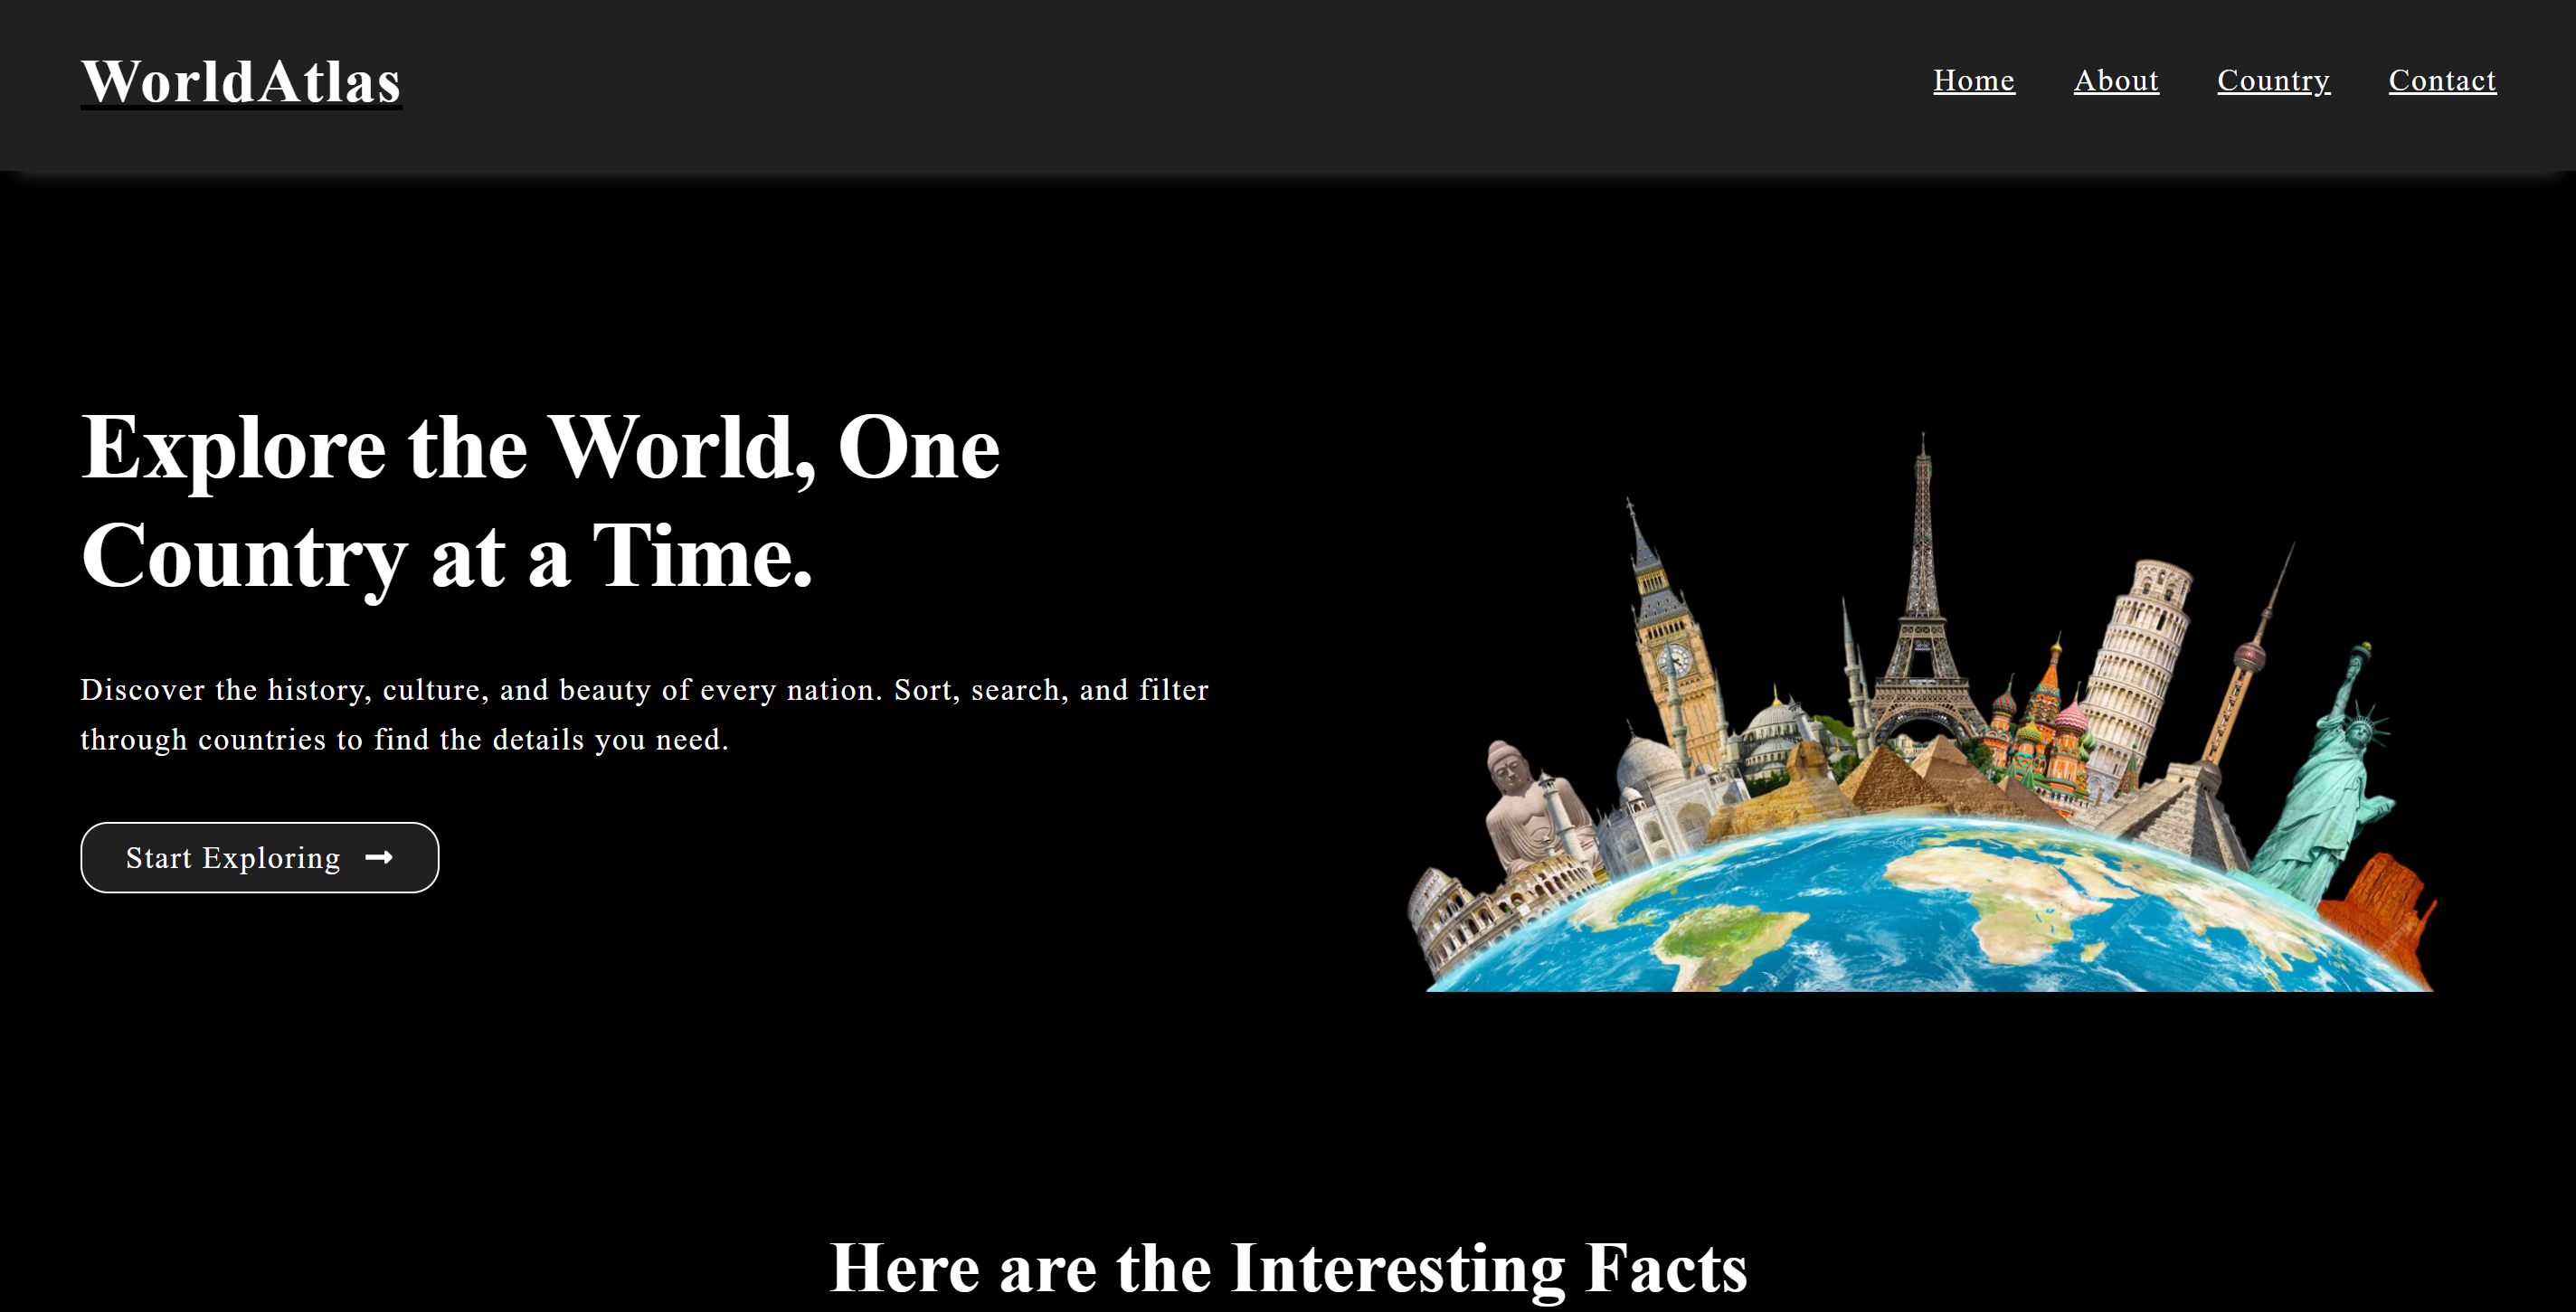 WorldAtlas
Home About Country Contact
Explore the World, One
Country at a Time.
Discover the history, culture, and beauty of every nation. Sort, search, and filter
through countries to find the details you need.
Start Exploring
Here are the Interesting Facts